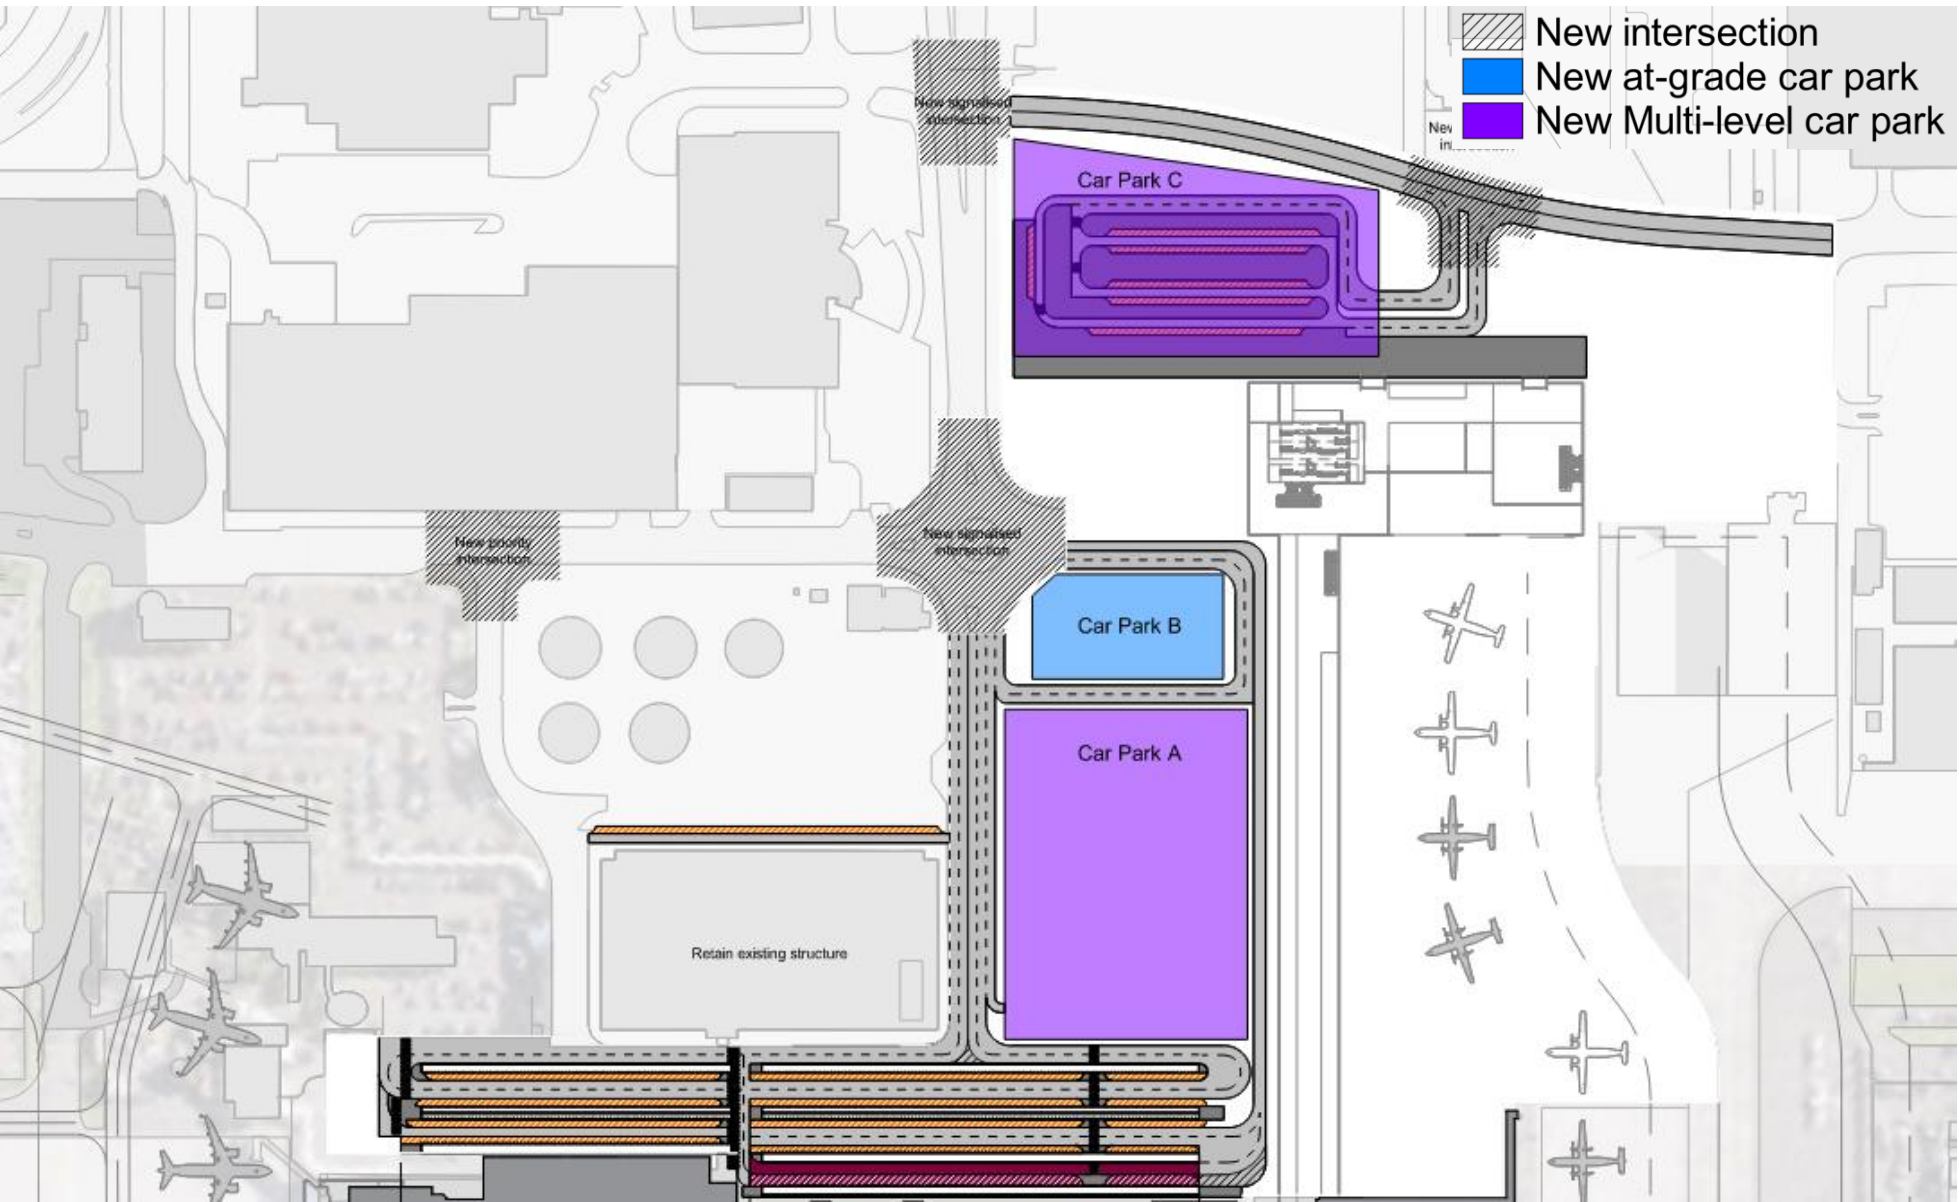 New intersection
New at-grade car park
New Multi-level car park
New signalised
intersection
Car Park C
New signalised
intersection
New priority
intersection
Car Park B
Car Park A
Retain existing structure